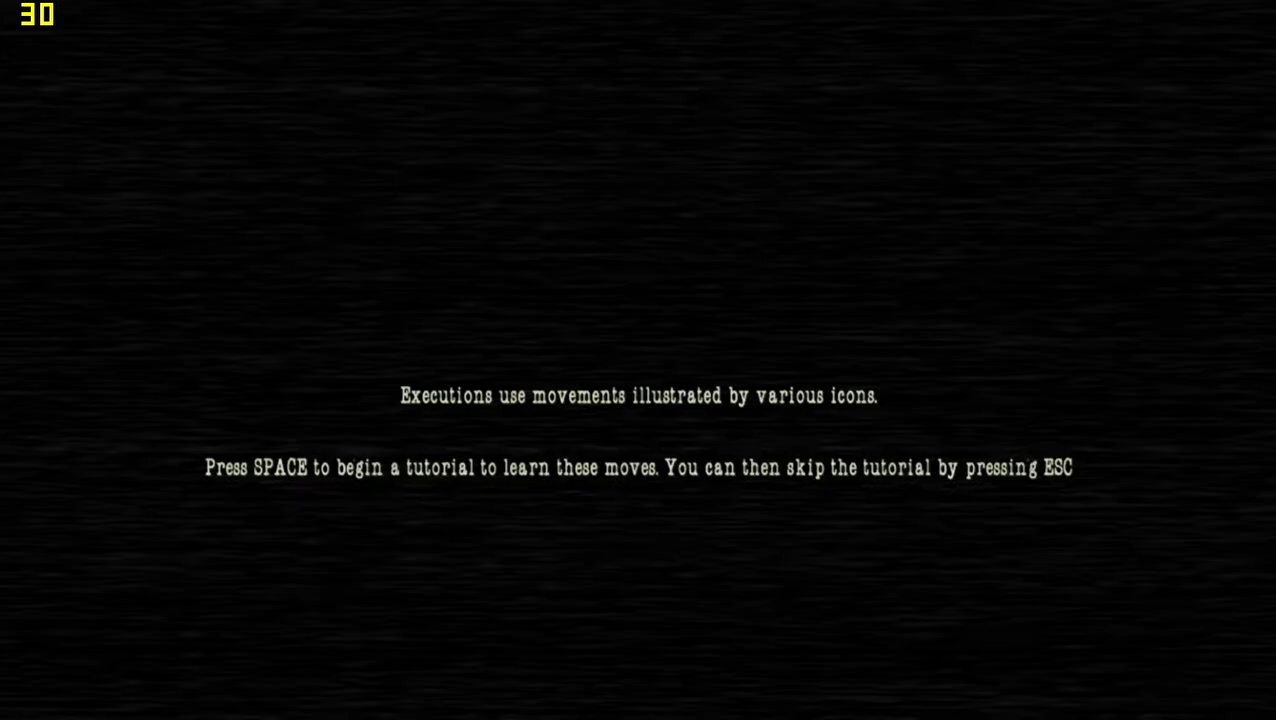 30
Executions use movements illustrated by various icons.
Press SPACE to begin a tutorial to learn these moves. You can then skip the tutorial by pressing ESC